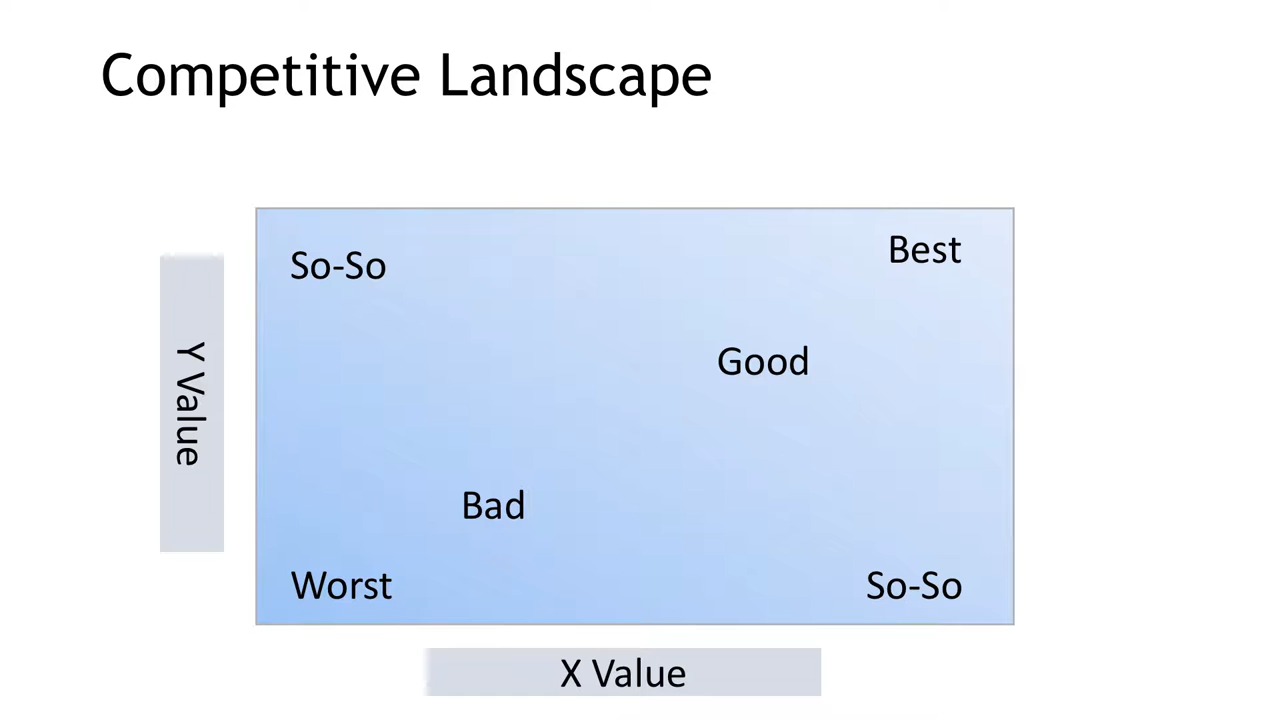 Competitive Landscape
So-So
Best
Y Value
Good
Bad
Worst
So-So
X Value